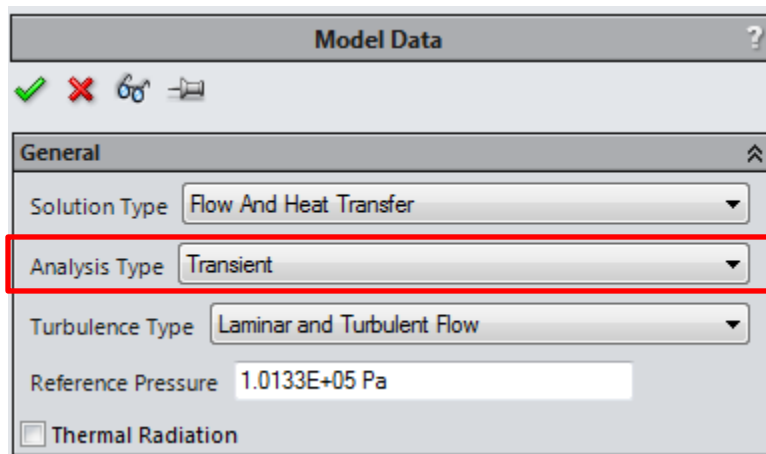 Model Data ?
General
Solution Type Flow And Heat Transfer
Analysis Type Transient
Turbulence Type Laminar and Turbulent Flow
Reference Pressure 1.0133E+05 Pa
Thermal Radiation